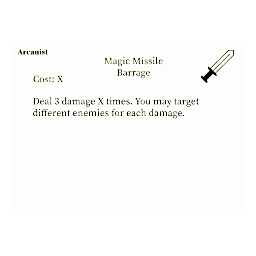 Arcanist
Magic Missile
Barrage
Cost: X
Deal 3 damage X times. You may target
different enemies for each damage.